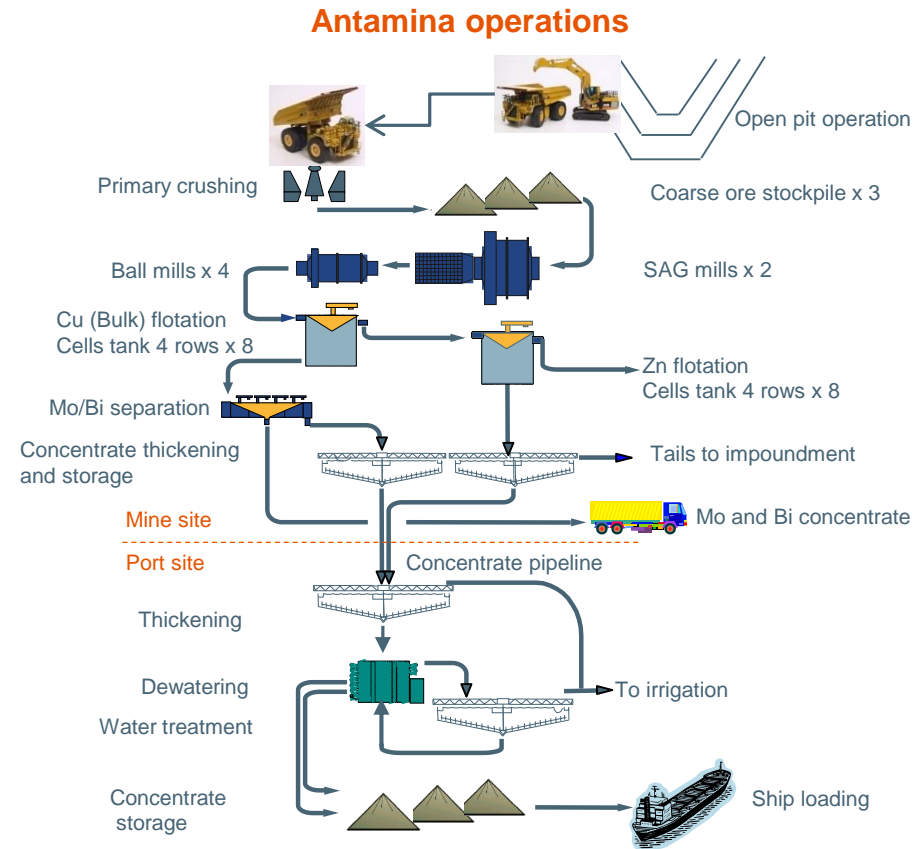 Antamina operations
Open pit operation
Primary crushing
Coarse ore stockpile x 3
Ball mills x 4
SAG mills x 2
Cu (Bulk) flotation
Cells tank 4 rows x 8
Zn flotation
Cells tank 4 rows x 8
Mo/Bi separation
Concentrate thickening
and storage
Tails to impoundment
Mine site
Mo and Bi concentrate
Port site
Concentrate pipeline
Thickening
Dewatering
To irrigation
Water treatment
Concentrate
storage
Ship loading